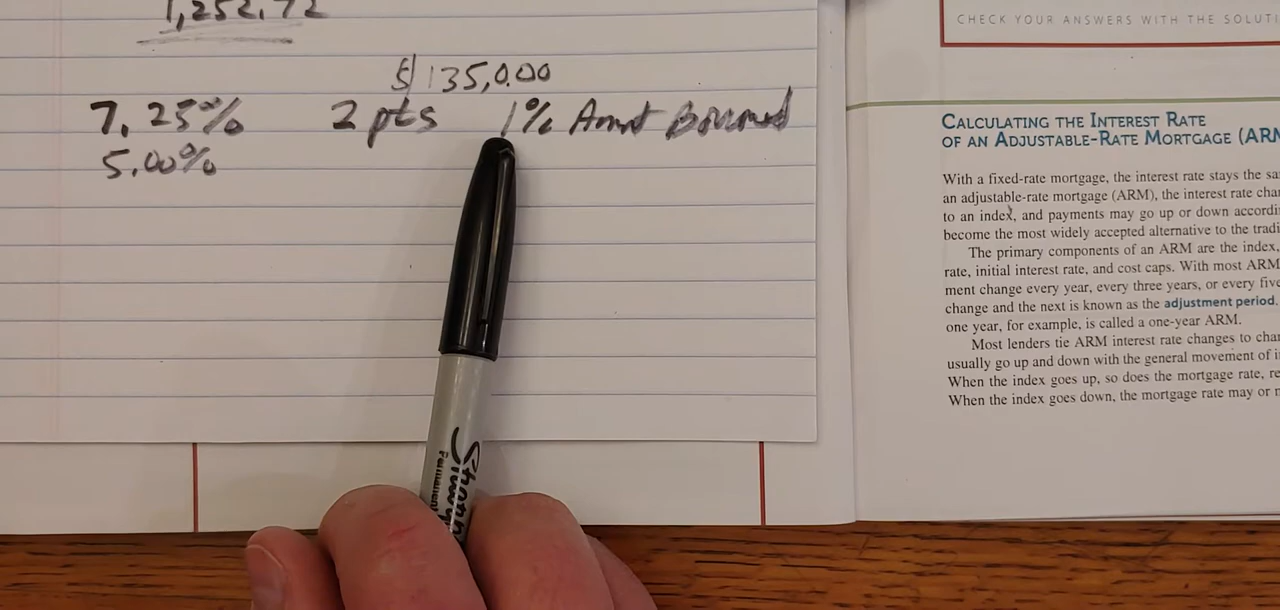 1,252.72
$135,000
7.25% 2 pts 1% Amnt Borrowed
5.00%
Sharpie
CHECK YOUR ANSWERS WITH THE SOLUTI
CALCULATING THE INTEREST RATE
OF AN ADJUSTABLE-RATE MORTGAGE (ARM
With a fixed-rate mortgage, the interest rate stays the sa
an adjustable-rate mortgage (ARM), the interest rate cha
to an index, and payments may go up or down accordi
become the most widely accepted alternative to the tradi
The primary components of an ARM are the index,
rate, initial interest rate, and cost caps. With most ARM
ment change every year, every three years, or every five
change and the next is known as the adjustment period.
one year, for example, is called a one-year ARM.
Most lenders tie ARM interest rate changes to chan
usually go up and down with the general movement of i
When the index goes up, so does the mortgage rate, re
When the index goes down, the mortgage rate may or n